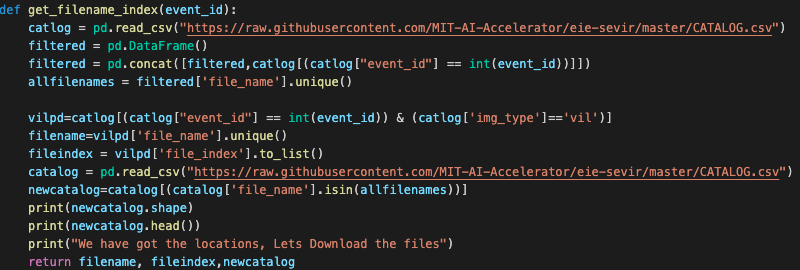 def get_filename_index(event_id):
    catlog = pd.read_csv("https://raw.githubusercontent.com/MIT-AI-Accelerator/eie-sevir/master/CATALOG.csv")
    filtered = pd.DataFrame()
    filtered = pd.concat([filtered,catlog[(catlog["event_id"] == int(event_id))]])
    allfilenames = filtered['file_name'].unique()

    vilpd=catlog[(catlog["event_id"] == int(event_id)) & (catlog['img_type']=='vil')]
    filename=vilpd['file_name'].unique()
    fileindex = vilpd['file_index'].to_list()
    catalog = pd.read_csv("https://raw.githubusercontent.com/MIT-AI-Accelerator/eie-sevir/master/CATALOG.csv")
    newcatalog=catalog[(catalog['file_name'].isin(allfilenames))]
    print(newcatalog.shape)
    print(newcatalog.head())
    print("We have got the locations, Lets Download the files")
    return filename, fileindex,newcatalog